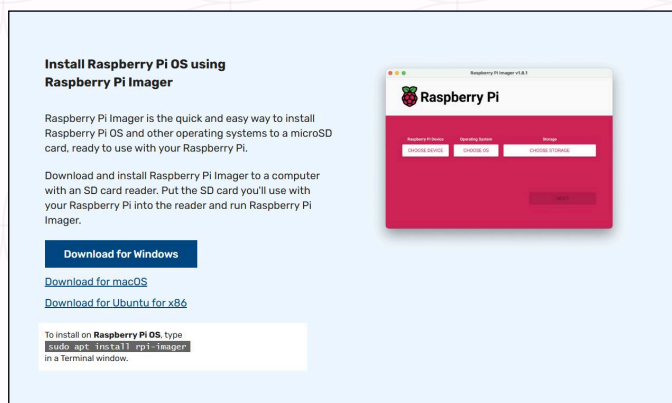 Install Raspberry Pi OS using
Raspberry Pi Imager
Raspberry Pi Imager is the quick and easy way to install
Raspberry Pi OS and other operating systems to a microSD
card, ready to use with your Raspberry Pi.
Download and install Raspberry Pi Imager to a computer
with an SD card reader. Put the SD card you'll use with
your Raspberry Pi into the reader and run Raspberry Pi
Imager.
Download for Windows
Download for macOS
Download for Ubuntu for x86
To install on Raspberry Pi OS, type
sudo apt install rpi-imager
in a Terminal window.
Raspberry Pi Imager v1.8.1
Raspberry Pi
Raspberry Pi Device Operating System Storage
CHOOSE DEVICE CHOOSE OS CHOOSE STORAGE
NEXT